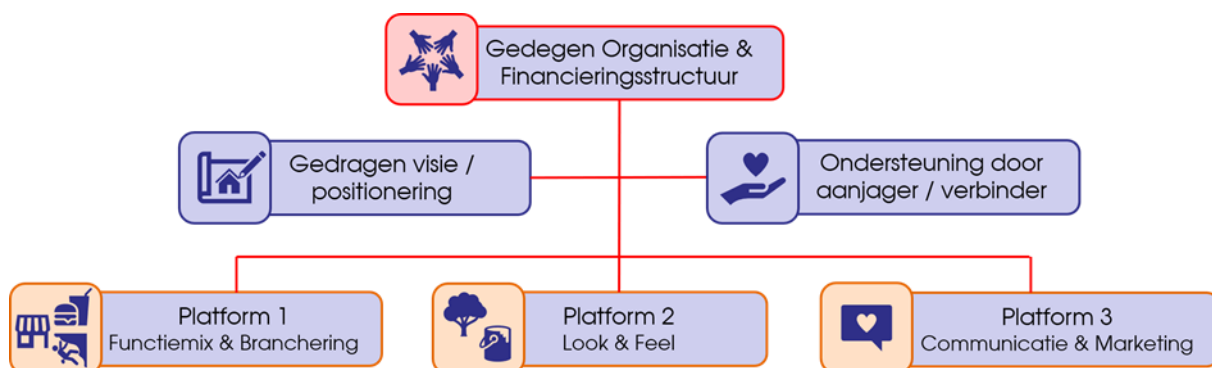 Gedegen Organisatie &
Financieringsstructuur
Gedragen visie /
positionering
Ondersteuning door
aanjager / verbinder
Platform 1
Functiemix & Branchering
Platform 2
Look & Feel
Platform 3
Communicatie & Marketing